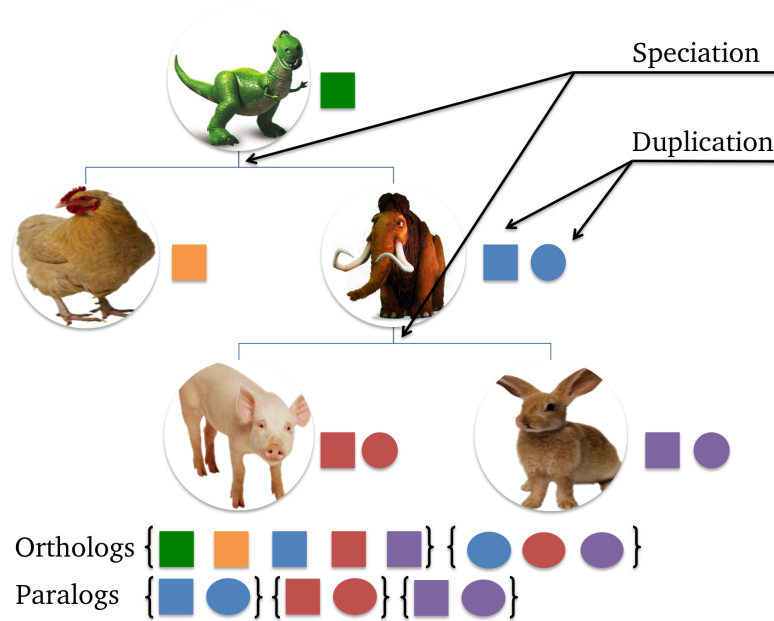 Speciation
Duplication
Orthologs { } { }
Paralogs { } { } { }